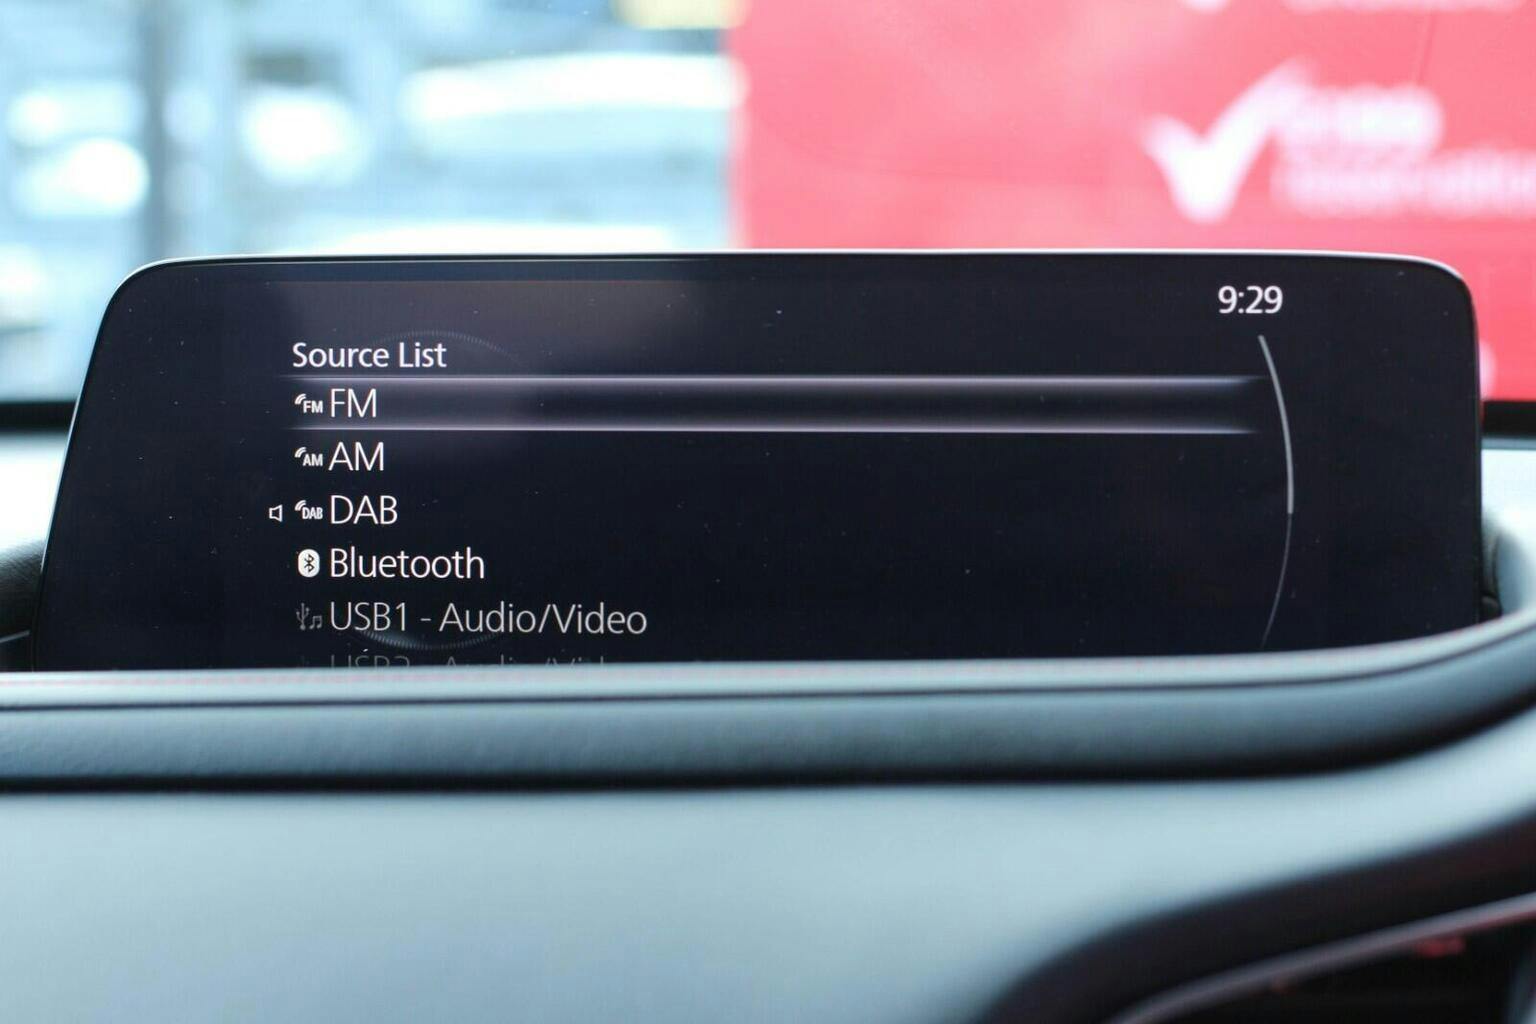 9:29
Source List
FM FM
AM AM
DAB DAB
Bluetooth
USB1 - Audio/Video